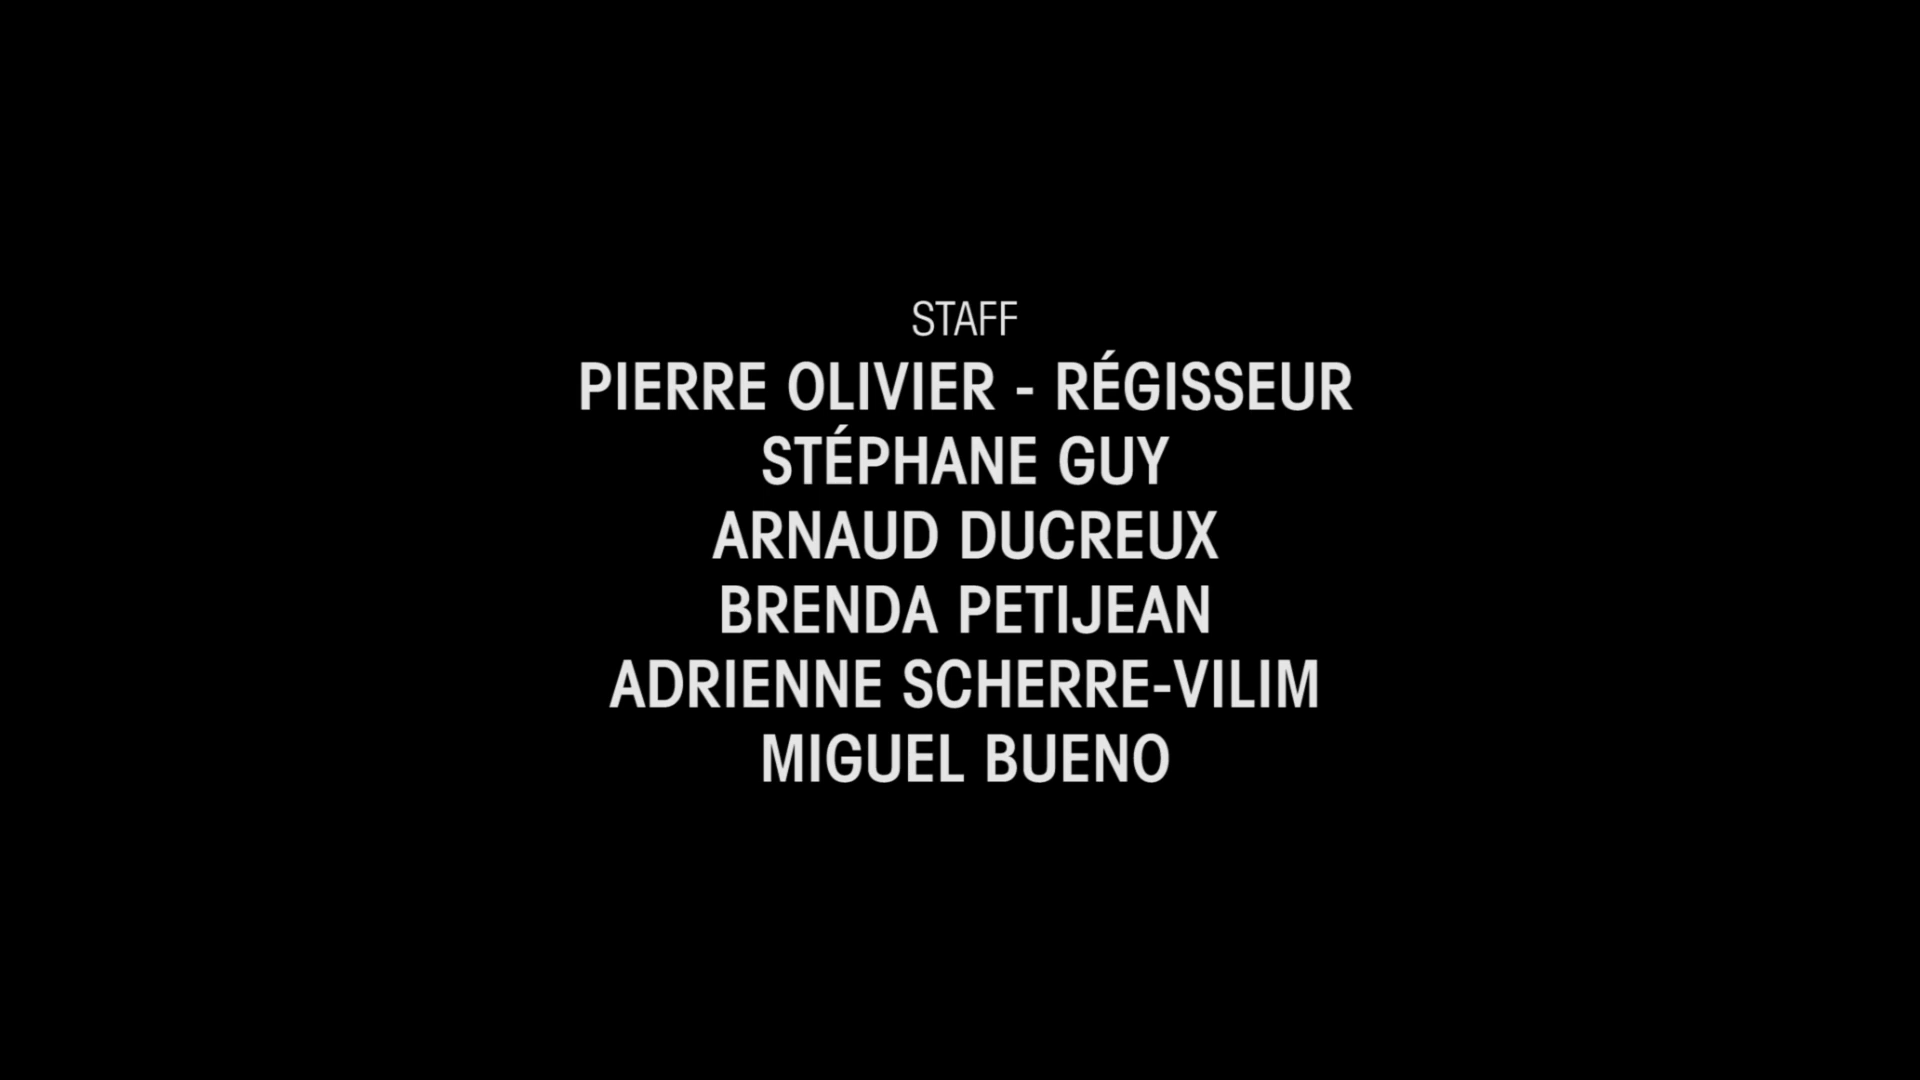 STAFF
PIERRE OLIVIER - RÉGISSEUR
STÉPHANE GUY
ARNAUD DUCREUX
BRENDA PETIJEAN
ADRIENNE SCHERRE-VILIM
MIGUEL BUENO